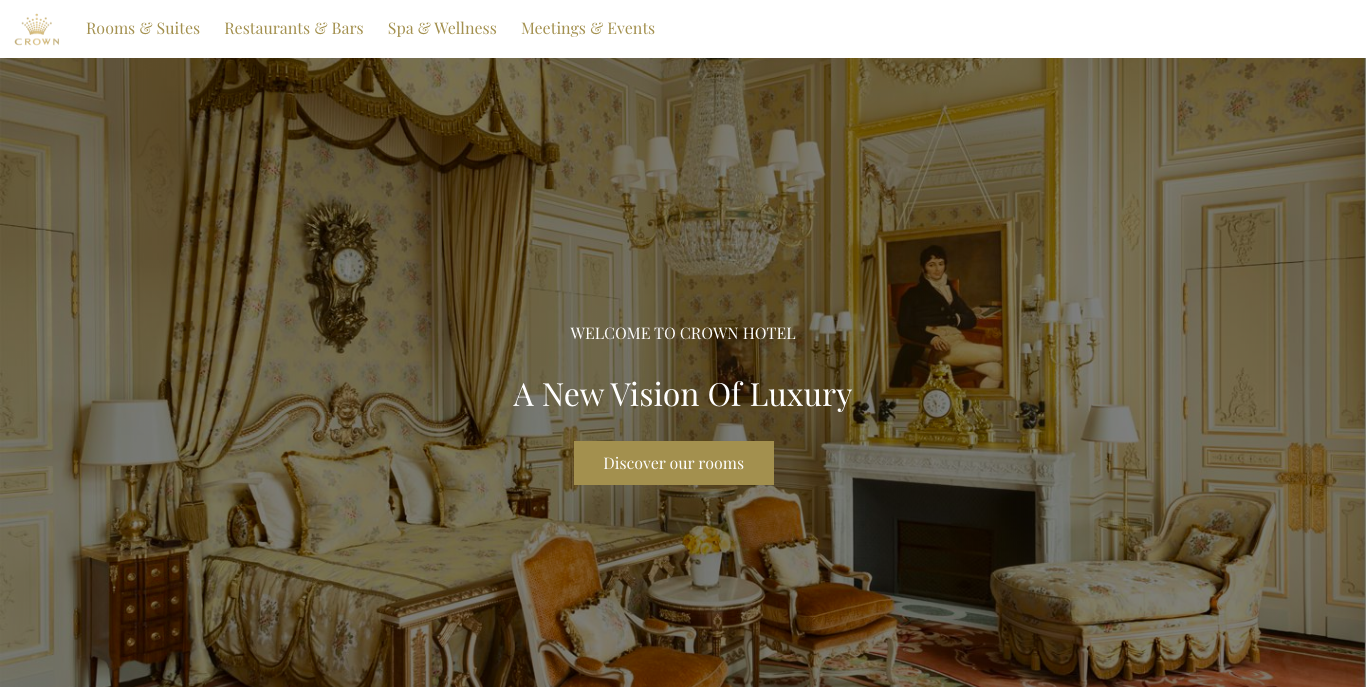 CROWN
Rooms & Suites
Restaurants & Bars
Spa & Wellness
Meetings & Events
WELCOME TO CROWN HOTEL
A New Vision Of Luxury
Discover our rooms